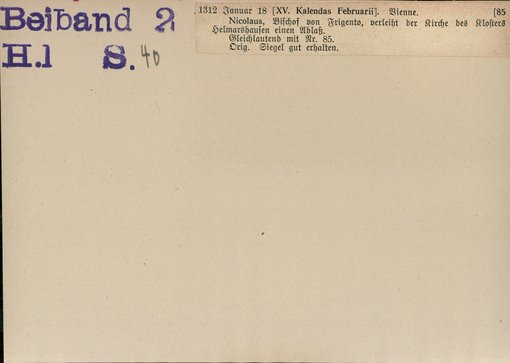 Beiband 2
H.1 S. 40
1312 Januar 18 [XV. Kalendas Februarii]. Vienne. [85
Nicolaus, Bischof von Frigento, verleiht der Kirche des Klosters
Helmarshausen einen Ablaß.
Gleichlautend mit Nr. 85.
Orig. Siegel gut erhalten.